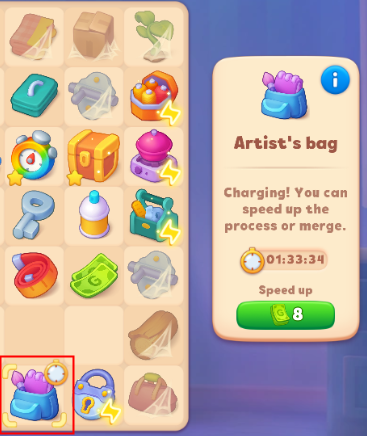 i
Artist's bag
Charging! You can
speed up the
process or merge.
01:33:34
Speed up
8